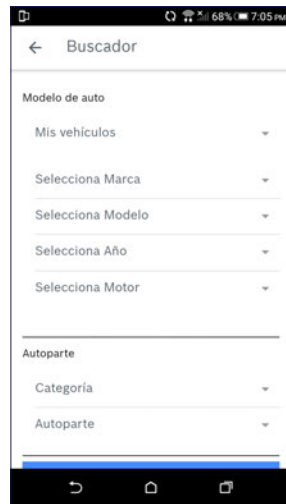 68% 7:05 PM
Buscador
Modelo de auto
Mis vehículos
Selecciona Marca
Selecciona Modelo
Selecciona Año
Selecciona Motor
Autoparte
Categoría
Autoparte